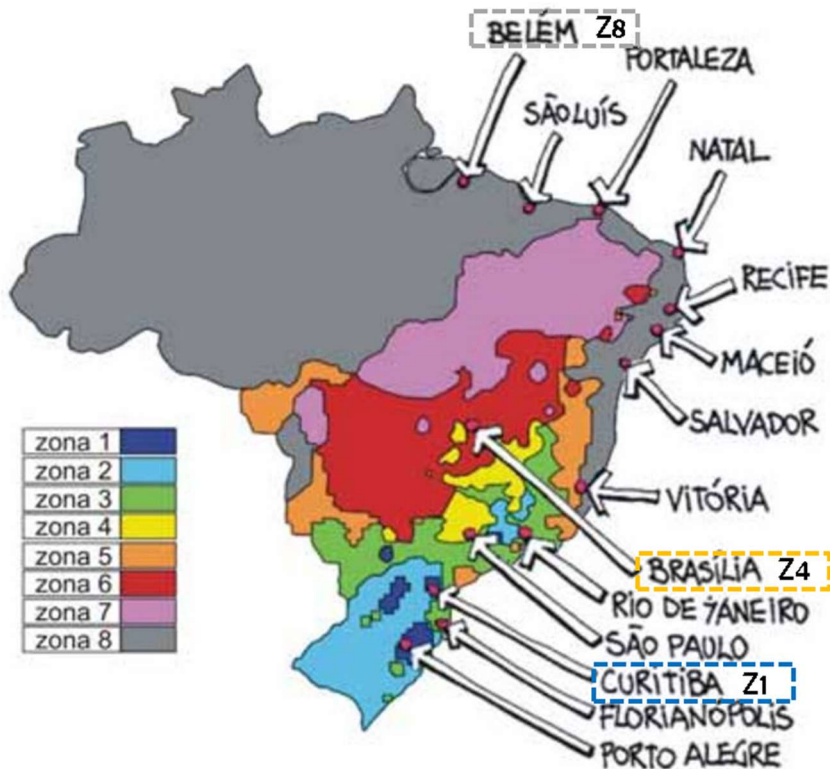 BELÉM Z8
FORTALEZA
SÃO LUÍS
NATAL
RECIFE
MACEIÓ
SALVADOR
VITÓRIA
BRASÍLIA Z4
RIO DE JANEIRO
SÃO PAULO
CURITIBA Z1
FLORIANÓPOLIS
PORTO ALEGRE
zona 1
zona 2
zona 3
zona 4
zona 5
zona 6
zona 7
zona 8